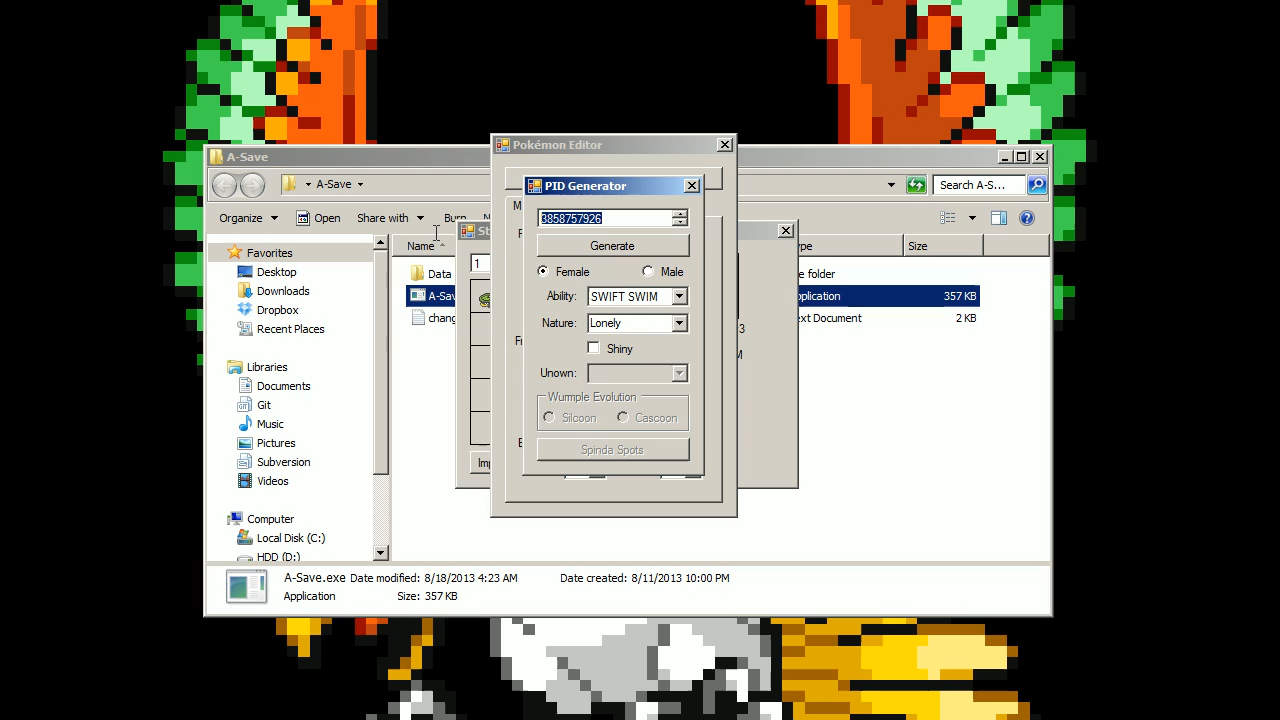 Pokémon Editor
A-Save
A-Save
Search A-S...
PID Generator
Organize
Open
Share with
Burn
3858757926
Generate
Favorites
Name
Size
Desktop
Downloads
Dropbox
Recent Places
Data
A-Sav
357 KB
2 KB
1
Female
Male
Ability:
SWIFT SWIM
Nature:
Lonely
Shiny
Unown:
Wurmple Evolution
Silcoon
Cascoon
Spinda Spots
file folder
pplication
ext Document
Libraries
Documents
Git
Music
Pictures
Subversion
Videos
Computer
Local Disk (C:)
HDD (D:)
A-Save.exe Date modified: 8/18/2013 4:23 AM
Date created: 8/11/2013 10:00 PM
Application
Size: 357 KB